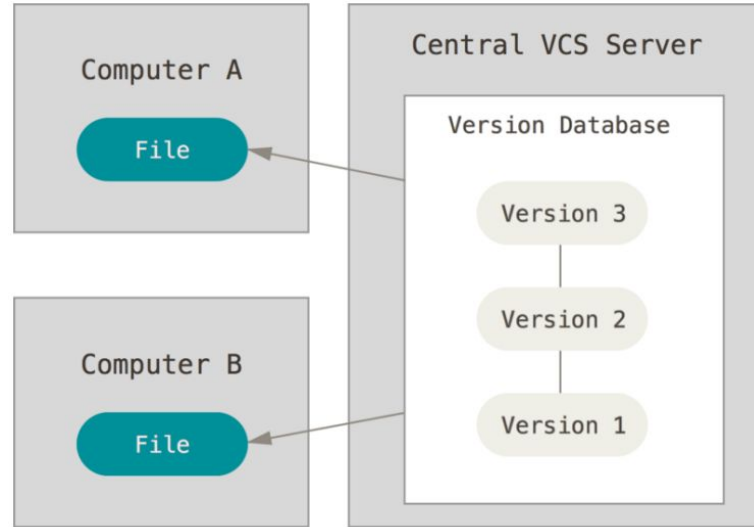 Computer A
File
Computer B
File
Central VCS Server
Version Database
Version 3
Version 2
Version 1